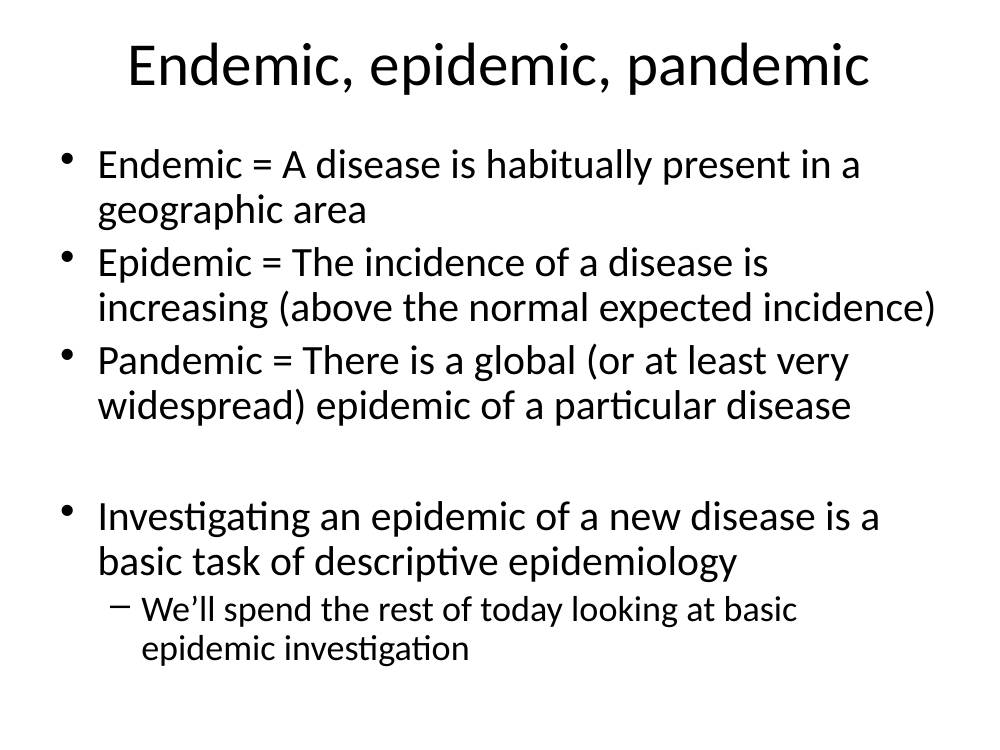 Endemic, epidemic, pandemic
• Endemic = A disease is habitually present in a
geographic area
• Epidemic = The incidence of a disease is
increasing (above the normal expected incidence)
• Pandemic = There is a global (or at least very
widespread) epidemic of a particular disease
• Investigating an epidemic of a new disease is a
basic task of descriptive epidemiology
– We’ll spend the rest of today looking at basic
epidemic investigation